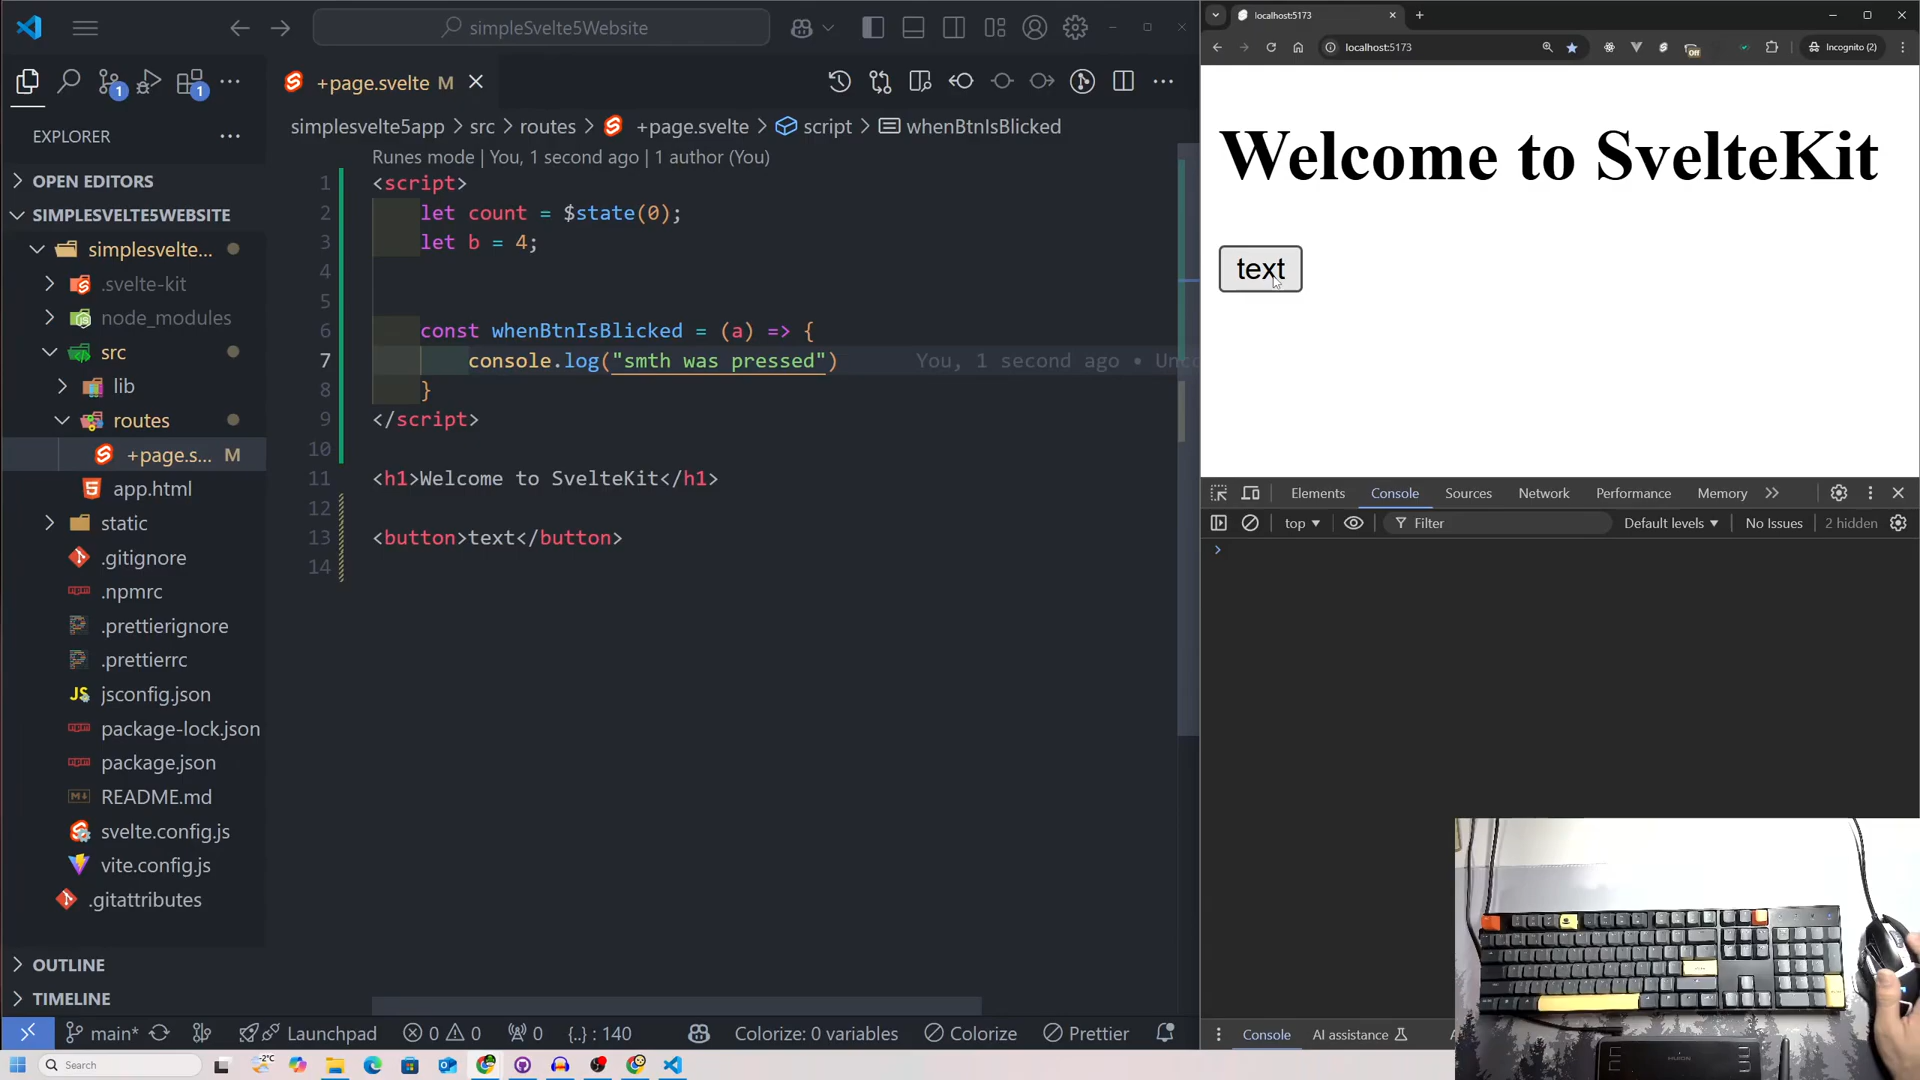 simpleSvelte5Website
localhost:5173
localhost:5173
Off
Incognito (2)
1
1
+page.svelte M
EXPLORER
simplesvelte5app > src > routes > +page.svelte > script > whenBtnIsBlicked
Runes mode | You, 1 second ago | 1 author (You)
OPEN EDITORS
SIMPLESVELTE5WEBSITE
simplesvelte...
.svelte-kit
node_modules
src
lib
routes
+page.s... M
app.html
static
.gitignore
.npmrc
.prettierignore
.prettierrc
JS jsconfig.json
package-lock.json
package.json
README.md
svelte.config.js
vite.config.js
.gitattributes
OUTLINE
TIMELINE
1 <script>
2 let count = $state(0);
3 let b = 4;
4
5
6 const whenBtnIsBlicked = (a) => {
7 console.log("smth was pressed") You, 1 second ago • Unco
8 }
9 </script>
10
11 <h1>Welcome to SvelteKit</h1>
12
13 <button>text</button>
14
Welcome to SvelteKit
text
Elements Console Sources Network Performance Memory
top Filter Default levels No Issues 2 hidden
Console AI assistance
main* Launchpad 0 0 0 {..} : 140 Colorize: 0 variables Colorize Prettier
Search
-2°C